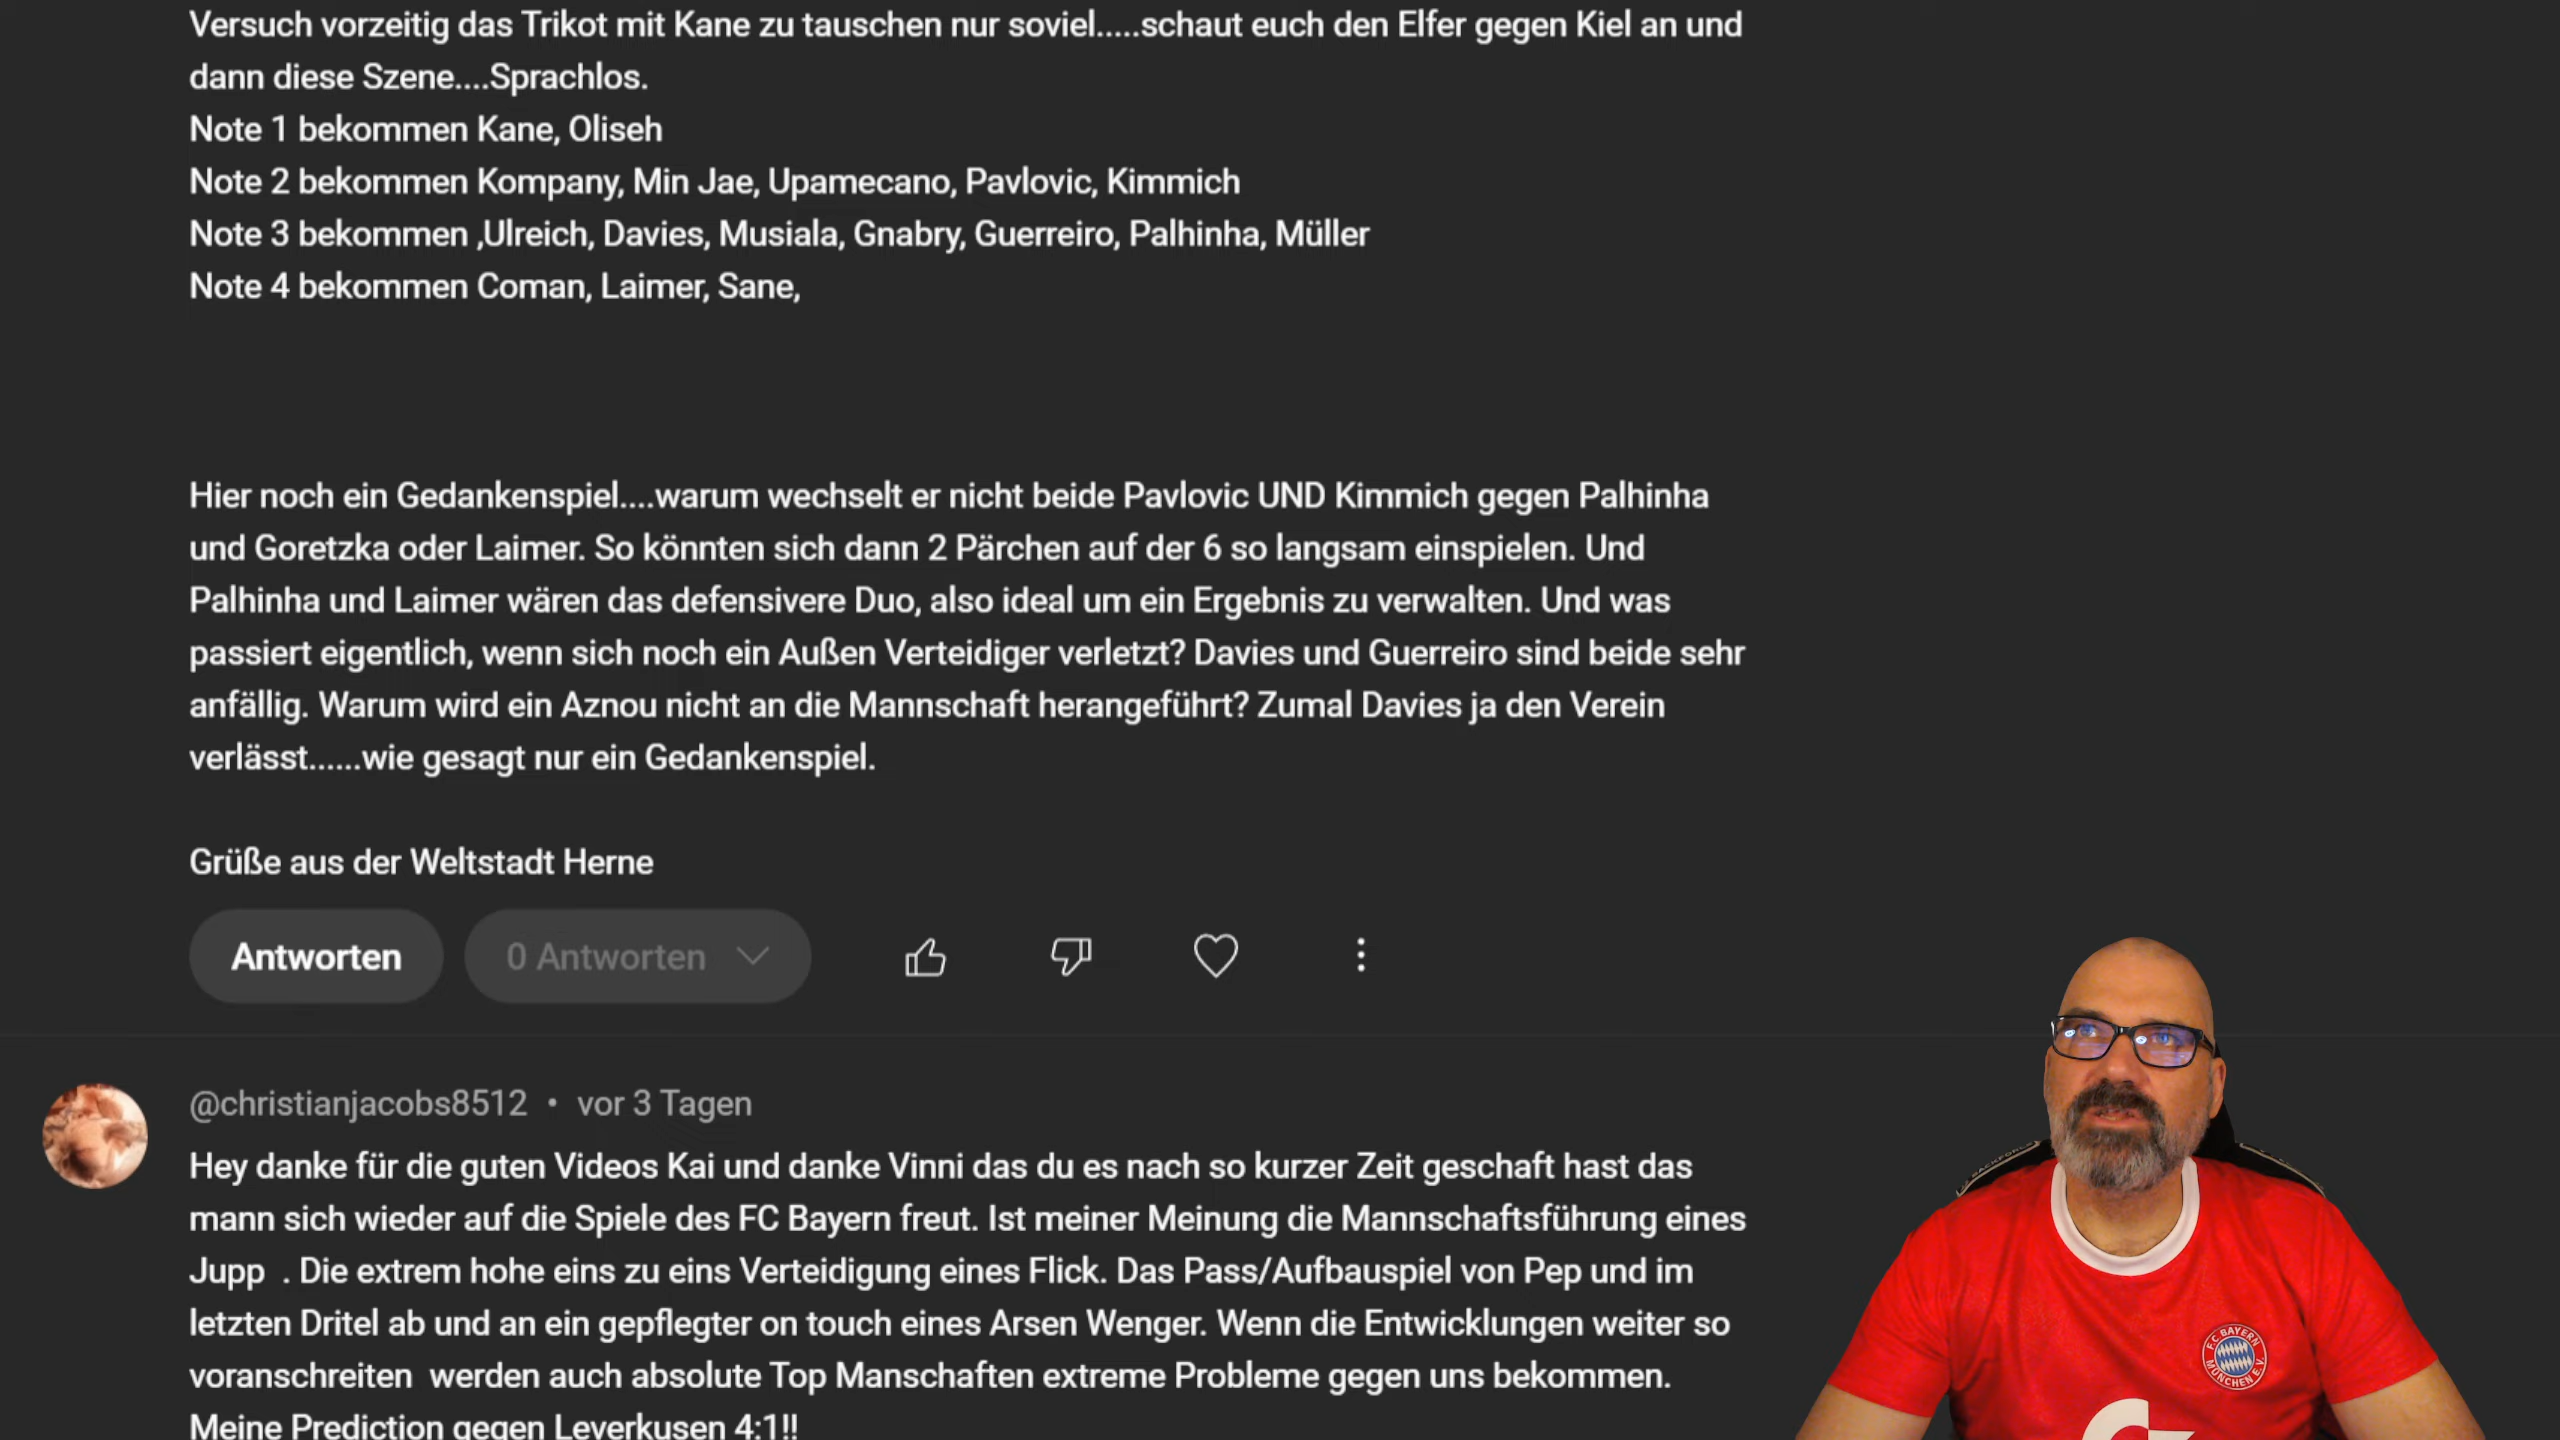 Versuch vorzeitig das Trikot mit Kane zu tauschen nur soviel.....schaut euch den Elfer gegen Kiel an und
dann diese Szene....Sprachlos.
Note 1 bekommen Kane, Oliseh
Note 2 bekommen Kompany, Min Jae, Upamecano, Pavlovic, Kimmich
Note 3 bekommen ,Ulreich, Davies, Musiala, Gnabry, Guerreiro, Palhinha, Müller
Note 4 bekommen Coman, Laimer, Sane,
Hier noch ein Gedankenspiel....warum wechselt er nicht beide Pavlovic UND Kimmich gegen Palhinha
und Goretzka oder Laimer. So könnten sich dann 2 Pärchen auf der 6 so langsam einspielen. Und
Palhinha und Laimer wären das defensivere Duo, also ideal um ein Ergebnis zu verwalten. Und was
passiert eigentlich, wenn sich noch ein Außen Verteidiger verletzt? Davies und Guerreiro sind beide sehr
anfällig. Warum wird ein Aznou nicht an die Mannschaft herangeführt? Zumal Davies ja den Verein
verlässt......wie gesagt nur ein Gedankenspiel.
Grüße aus der Weltstadt Herne
Antworten
0 Antworten
@christianjacobs8512 • vor 3 Tagen
Hey danke für die guten Videos Kai und danke Vinni das du es nach so kurzer Zeit geschaft hast das
mann sich wieder auf die Spiele des FC Bayern freut. Ist meiner Meinung die Mannschaftsführung eines
Jupp  . Die extrem hohe eins zu eins Verteidigung eines Flick. Das Pass/Aufbauspiel von Pep und im
letzten Dritel ab und an ein gepflegter on touch eines Arsen Wenger. Wenn die Entwicklungen weiter so
voranschreiten  werden auch absolute Top Manschaften extreme Probleme gegen uns bekommen.
Meine Prediction gegen Leverkusen 4:1!!
FC BAYERN
MÜNCHEN E.V.